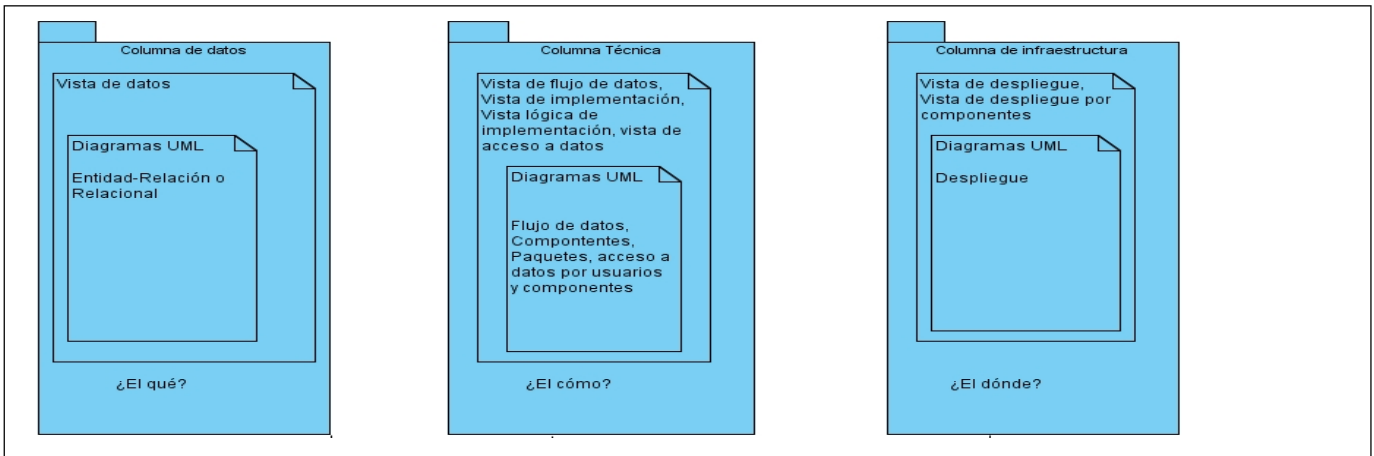 Columna de datos
Vista de datos
Diagramas UML
Entidad-Relación o
Relacional
¿El qué?
Columna Técnica
Vista de flujo de datos,
Vista de implementación,
Vista lógica de
implementación, vista de
acceso a datos
Diagramas UML
Flujo de datos,
Compontentes,
Paquetes, acceso a
datos por usuarios
y componentes
¿El cómo?
Columna de infraestructura
Vista de despliegue,
Vista de despliegue por
componentes
Diagramas UML
Despliegue
¿El dónde?